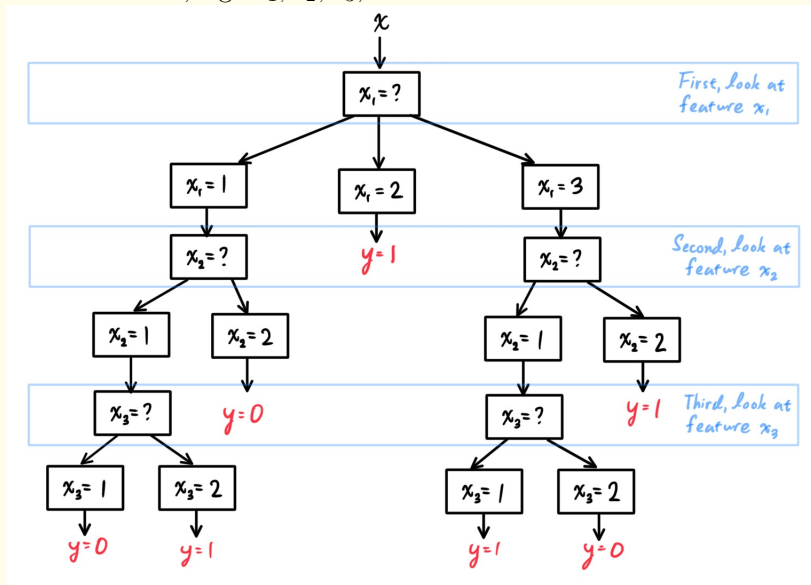 x
x₁ = ?
First, look at
feature x₁
x₁ = 1
x₁ = 2
x₁ = 3
x₂ = ?
y=1
x₂ = ?
Second, look at
feature x₂
x₂ = 1
x₂ = 2
x₂ = 1
x₂ = 2
x₃ = ?
y=0
x₃ = ?
y=1
Third, look at
feature x₃
x₃ = 1
x₃ = 2
x₃ = 1
x₃ = 2
y=0
y=1
y=1
y=0